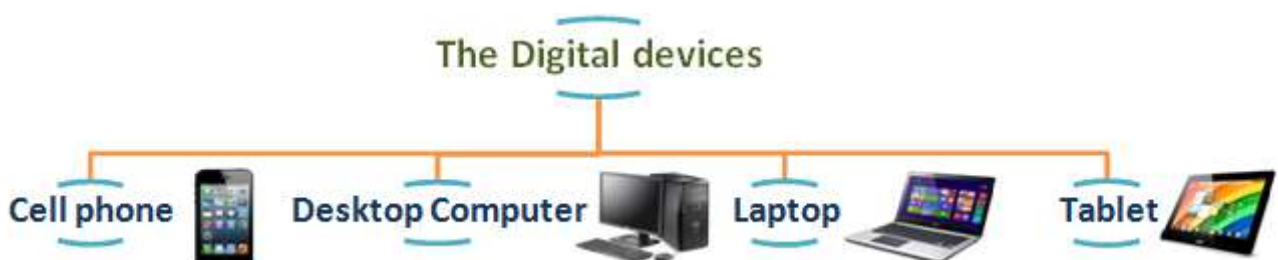 The Digital devices
Cell phone
Desktop Computer
Laptop
Tablet